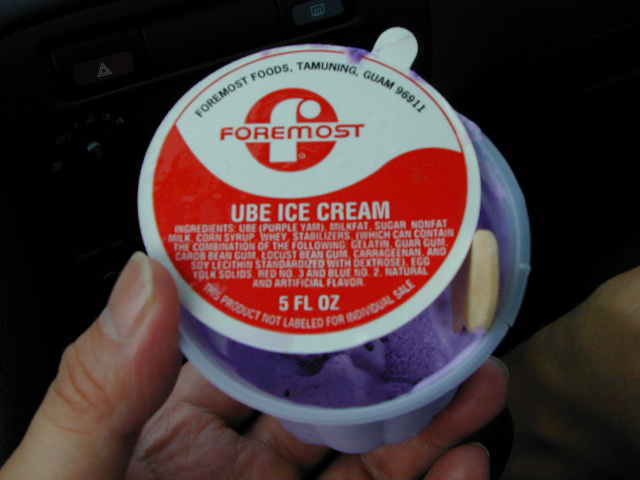 FOREMOST FOODS, TAMUNING, GUAM 96911
FOREMOST
UBE ICE CREAM
INGREDIENTS: UBE (PURPLE YAM), MILKFAT, SUGAR, NONFAT
MILK, CORN SYRUP, WHEY, STABILIZERS, (WHICH CAN CONTAIN
THE COMBINATION OF THE FOLLOWING: GELATIN, GUAR GUM,
CAROB BEAN GUM, LOCUST BEAN GUM, CARRAGEENAN, AND
SOY LECITHIN STANDARDIZED WITH DEXTROSE), EGG
YOLK SOLIDS, RED NO. 3 AND BLUE NO. 2, NATURAL
AND ARTIFICIAL FLAVOR
5 FL OZ
THIS PRODUCT NOT LABELED FOR INDIVIDUAL SALE